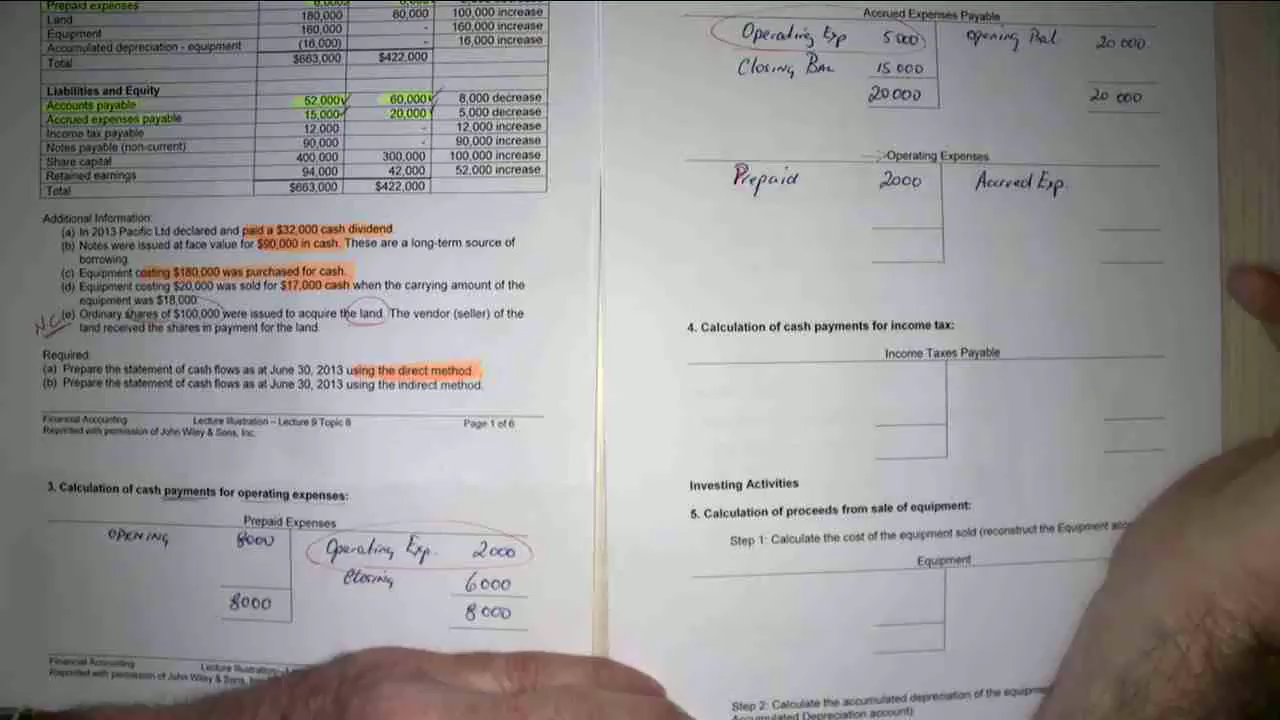 Prepaid expenses
Land 180,000 80,000 100,000 increase
Equipment 160,000 - 160,000 increase
Accumulated depreciation - equipment (16,000) - 16,000 increase
Total $663,000 $422,000
Liabilities and Equity
Accounts payable 52,000 60,000 8,000 decrease
Accrued expenses payable 15,000 20,000 5,000 decrease
Income tax payable 12,000 - 12,000 increase
Notes payable (non-current) 90,000 - 90,000 increase
Share capital 400,000 300,000 100,000 increase
Retained earnings 94,000 42,000 52,000 increase
Total $663,000 $422,000
Additional Information:
(a) In 2013 Pacific Ltd declared and paid a $32,000 cash dividend.
(b) Notes were issued at face value for $90,000 in cash. These are a long-term source of
borrowing.
(c) Equipment costing $180,000 was purchased for cash.
(d) Equipment costing $20,000 was sold for $17,000 cash when the carrying amount of the
equipment was $18,000.
N.C. (e) Ordinary shares of $100,000 were issued to acquire the land. The vendor (seller) of the
land received the shares in payment for the land.
Required:
(a) Prepare the statement of cash flows as at June 30, 2013 using the direct method.
(b) Prepare the statement of cash flows as at June 30, 2013 using the indirect method.
Financial Accounting Lecture Illustration – Lecture 9 Topic 8 Page 1 of 6
Reprinted with permission of John Wiley & Sons, Inc.
3. Calculation of cash payments for operating expenses:
Prepaid Expenses
OPENING 8000 Operating Exp. 2000
Closing 6000
8000 8000
Financial Accounting Lecture Illustration
Reprinted with permission of John Wiley & Sons,
Accrued Expenses Payable
Operating Exp 5000 Opening Bal 20 000
Closing Bal 15 000
20000 20 000
Operating Expenses
Prepaid 2000 Accrued Exp.
4. Calculation of cash payments for income tax:
Income Taxes Payable
Investing Activities
5. Calculation of proceeds from sale of equipment:
Step 1: Calculate the cost of the equipment sold (reconstruct the Equipment
Equipment
Step 2: Calculate the accumulated depreciation of the
Accumulated Depreciation account)